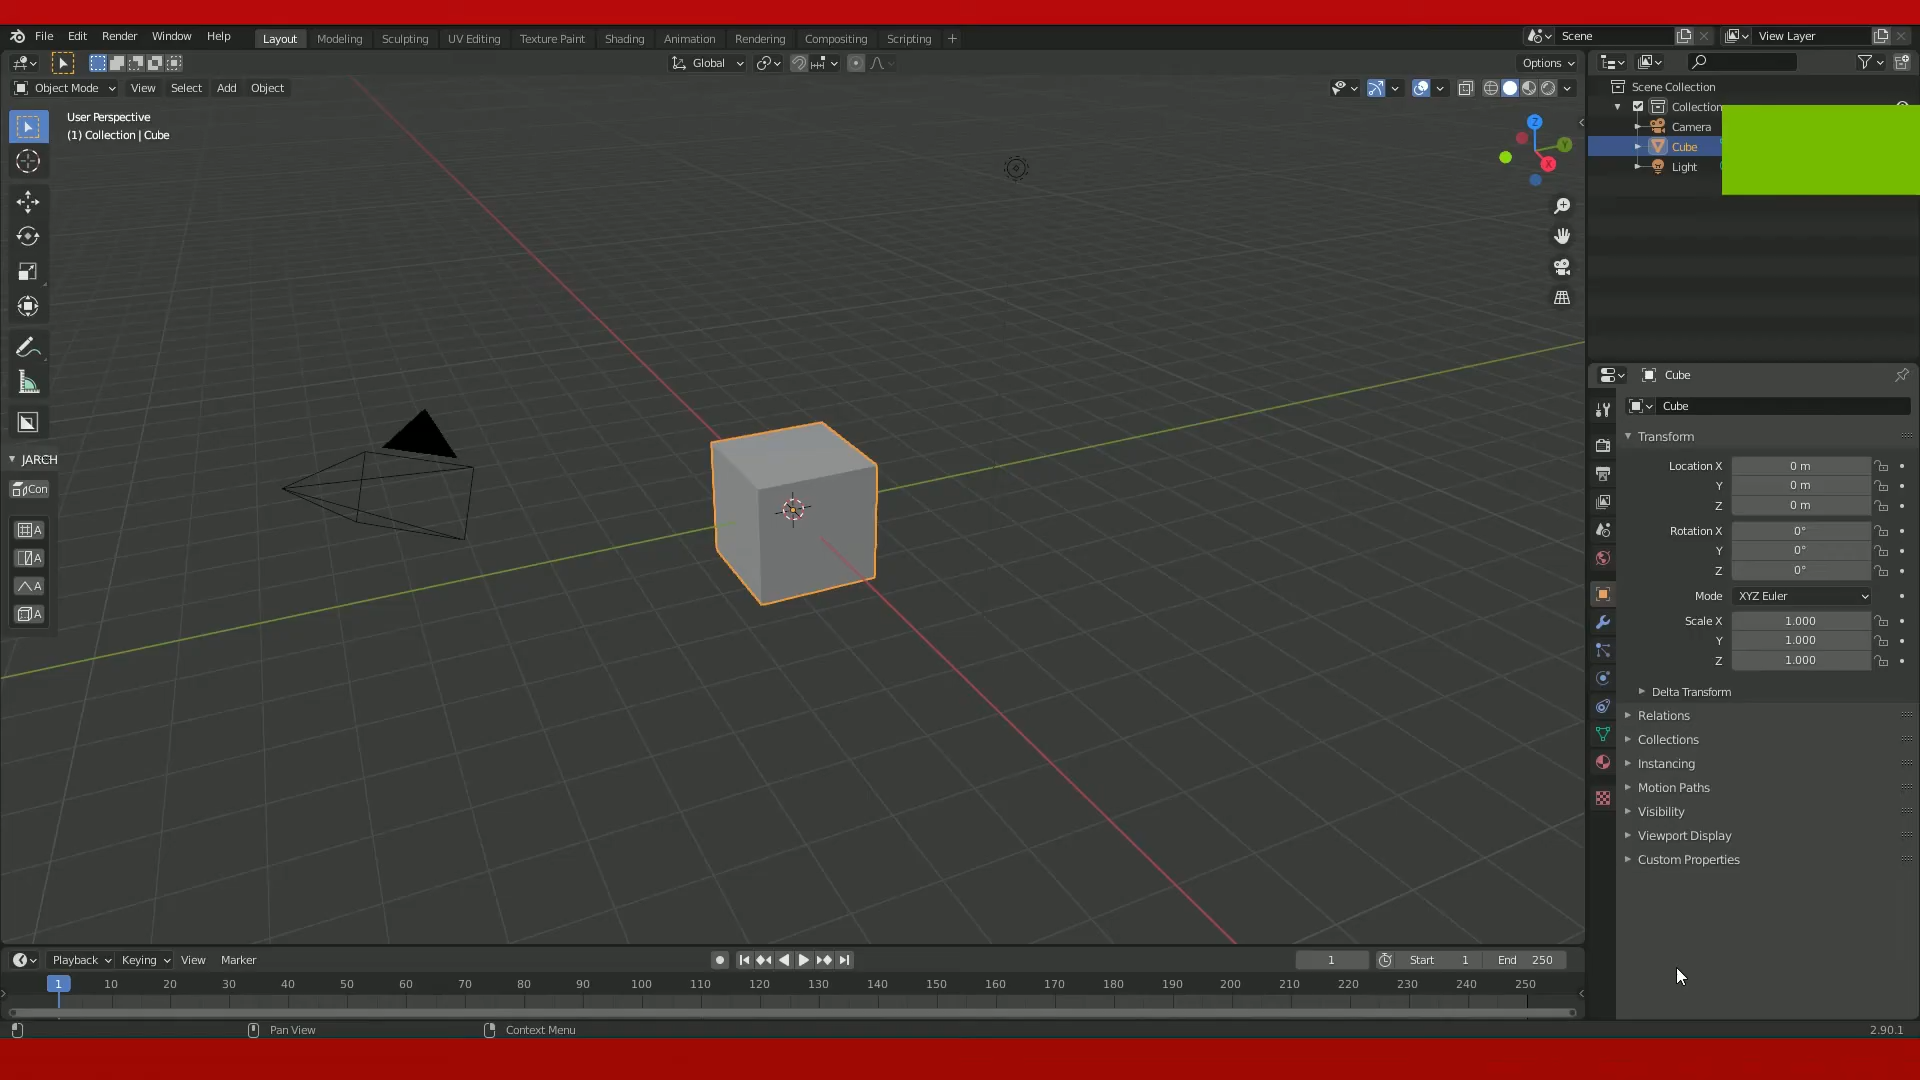 File Edit Render Window Help Layout Modeling Sculpting UV Editing Texture Paint Shading Animation Rendering Compositing Scripting + Scene View Layer
Global Options
Object Mode View Select Add Object
User Perspective
(1) Collection | Cube
Z
Y
X
JARCH
Con
A
A
A
A
Scene Collection
Collection
Camera
Cube
Light
Cube
Cube
Transform
Location X 0 m
Y 0 m
Z 0 m
Rotation X 0°
Y 0°
Z 0°
Mode XYZ Euler
Scale X 1.000
Y 1.000
Z 1.000
Delta Transform
Relations
Collections
Instancing
Motion Paths
Visibility
Viewport Display
Custom Properties
Playback Keying View Marker 1 Start 1 End 250
1 10 20 30 40 50 60 70 80 90 100 110 120 130 140 150 160 170 180 190 200 210 220 230 240 250
Pan View Context Menu 2.90.1